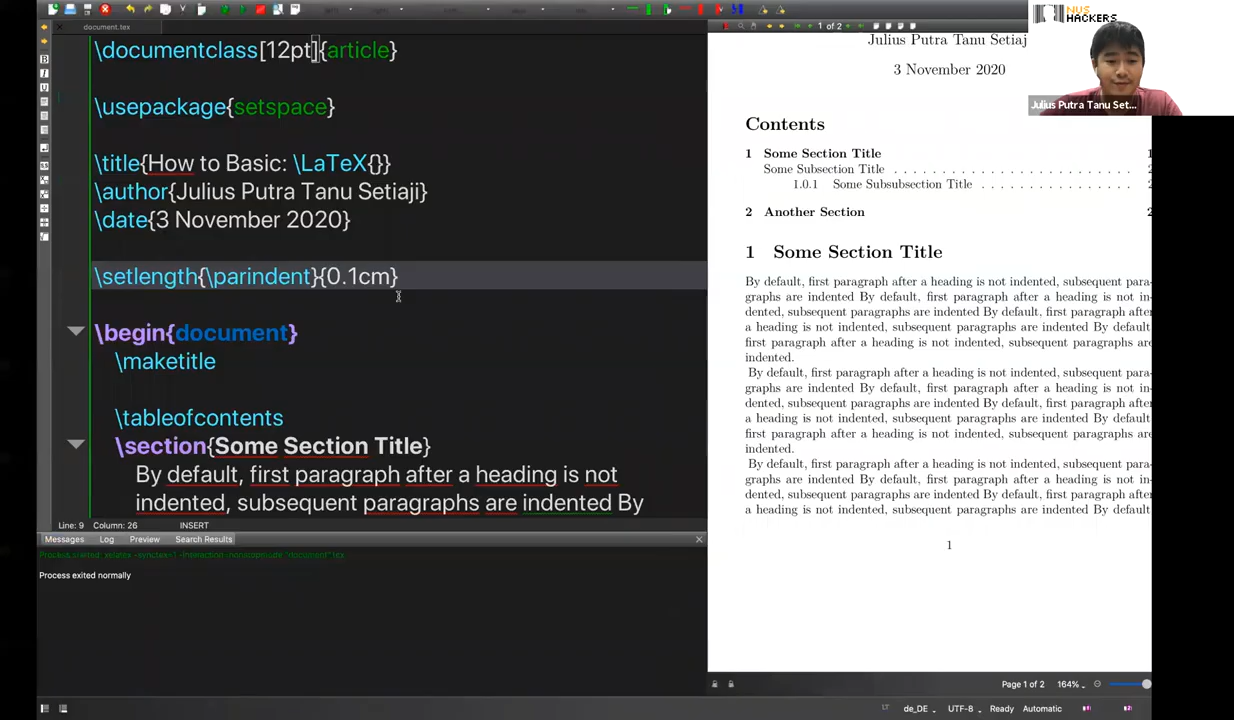 document.tex
\documentclass[12pt]{article}
\usepackage{setspace}
\title{How to Basic: \LaTeX{}}
\author{Julius Putra Tanu Setiaji}
\date{3 November 2020}
\setlength{\parindent}{0.1cm}
\begin{document}
\maketitle
\tableofcontents
\section{Some Section Title}
By default, first paragraph after a heading is not
indented, subsequent paragraphs are indented By
Line: 9 Column: 26 INSERT
Messages Log Preview Search Results
Process exited normally
1 of 2
NUS
HACKERS
Julius Putra Tanu Set...
Julius Putra Tanu Setiaj
3 November 2020
Contents
1 Some Section Title 1
Some Subsection Title . . . . . . . . . . . . . . . . . . . . . . 2
1.0.1 Some Subsubsection Title . . . . . . . . . . . . . . 2
2 Another Section 2
1 Some Section Title
By default, first paragraph after a heading is not indented, subsequent para-
graphs are indented By default, first paragraph after a heading is not in-
dented, subsequent paragraphs are indented By default, first paragraph after
a heading is not indented, subsequent paragraphs are indented By default
first paragraph after a heading is not indented, subsequent paragraphs are
indented.
By default, first paragraph after a heading is not indented, subsequent para-
graphs are indented By default, first paragraph after a heading is not in-
dented, subsequent paragraphs are indented By default, first paragraph after
a heading is not indented, subsequent paragraphs are indented By default
first paragraph after a heading is not indented, subsequent paragraphs are
indented.
By default, first paragraph after a heading is not indented, subsequent para-
graphs are indented By default, first paragraph after a heading is not in-
dented, subsequent paragraphs are indented By default, first paragraph after
a heading is not indented, subsequent paragraphs are indented By default
1
Page 1 of 2 164%
LT de_DE UTF-8 Ready Automatic